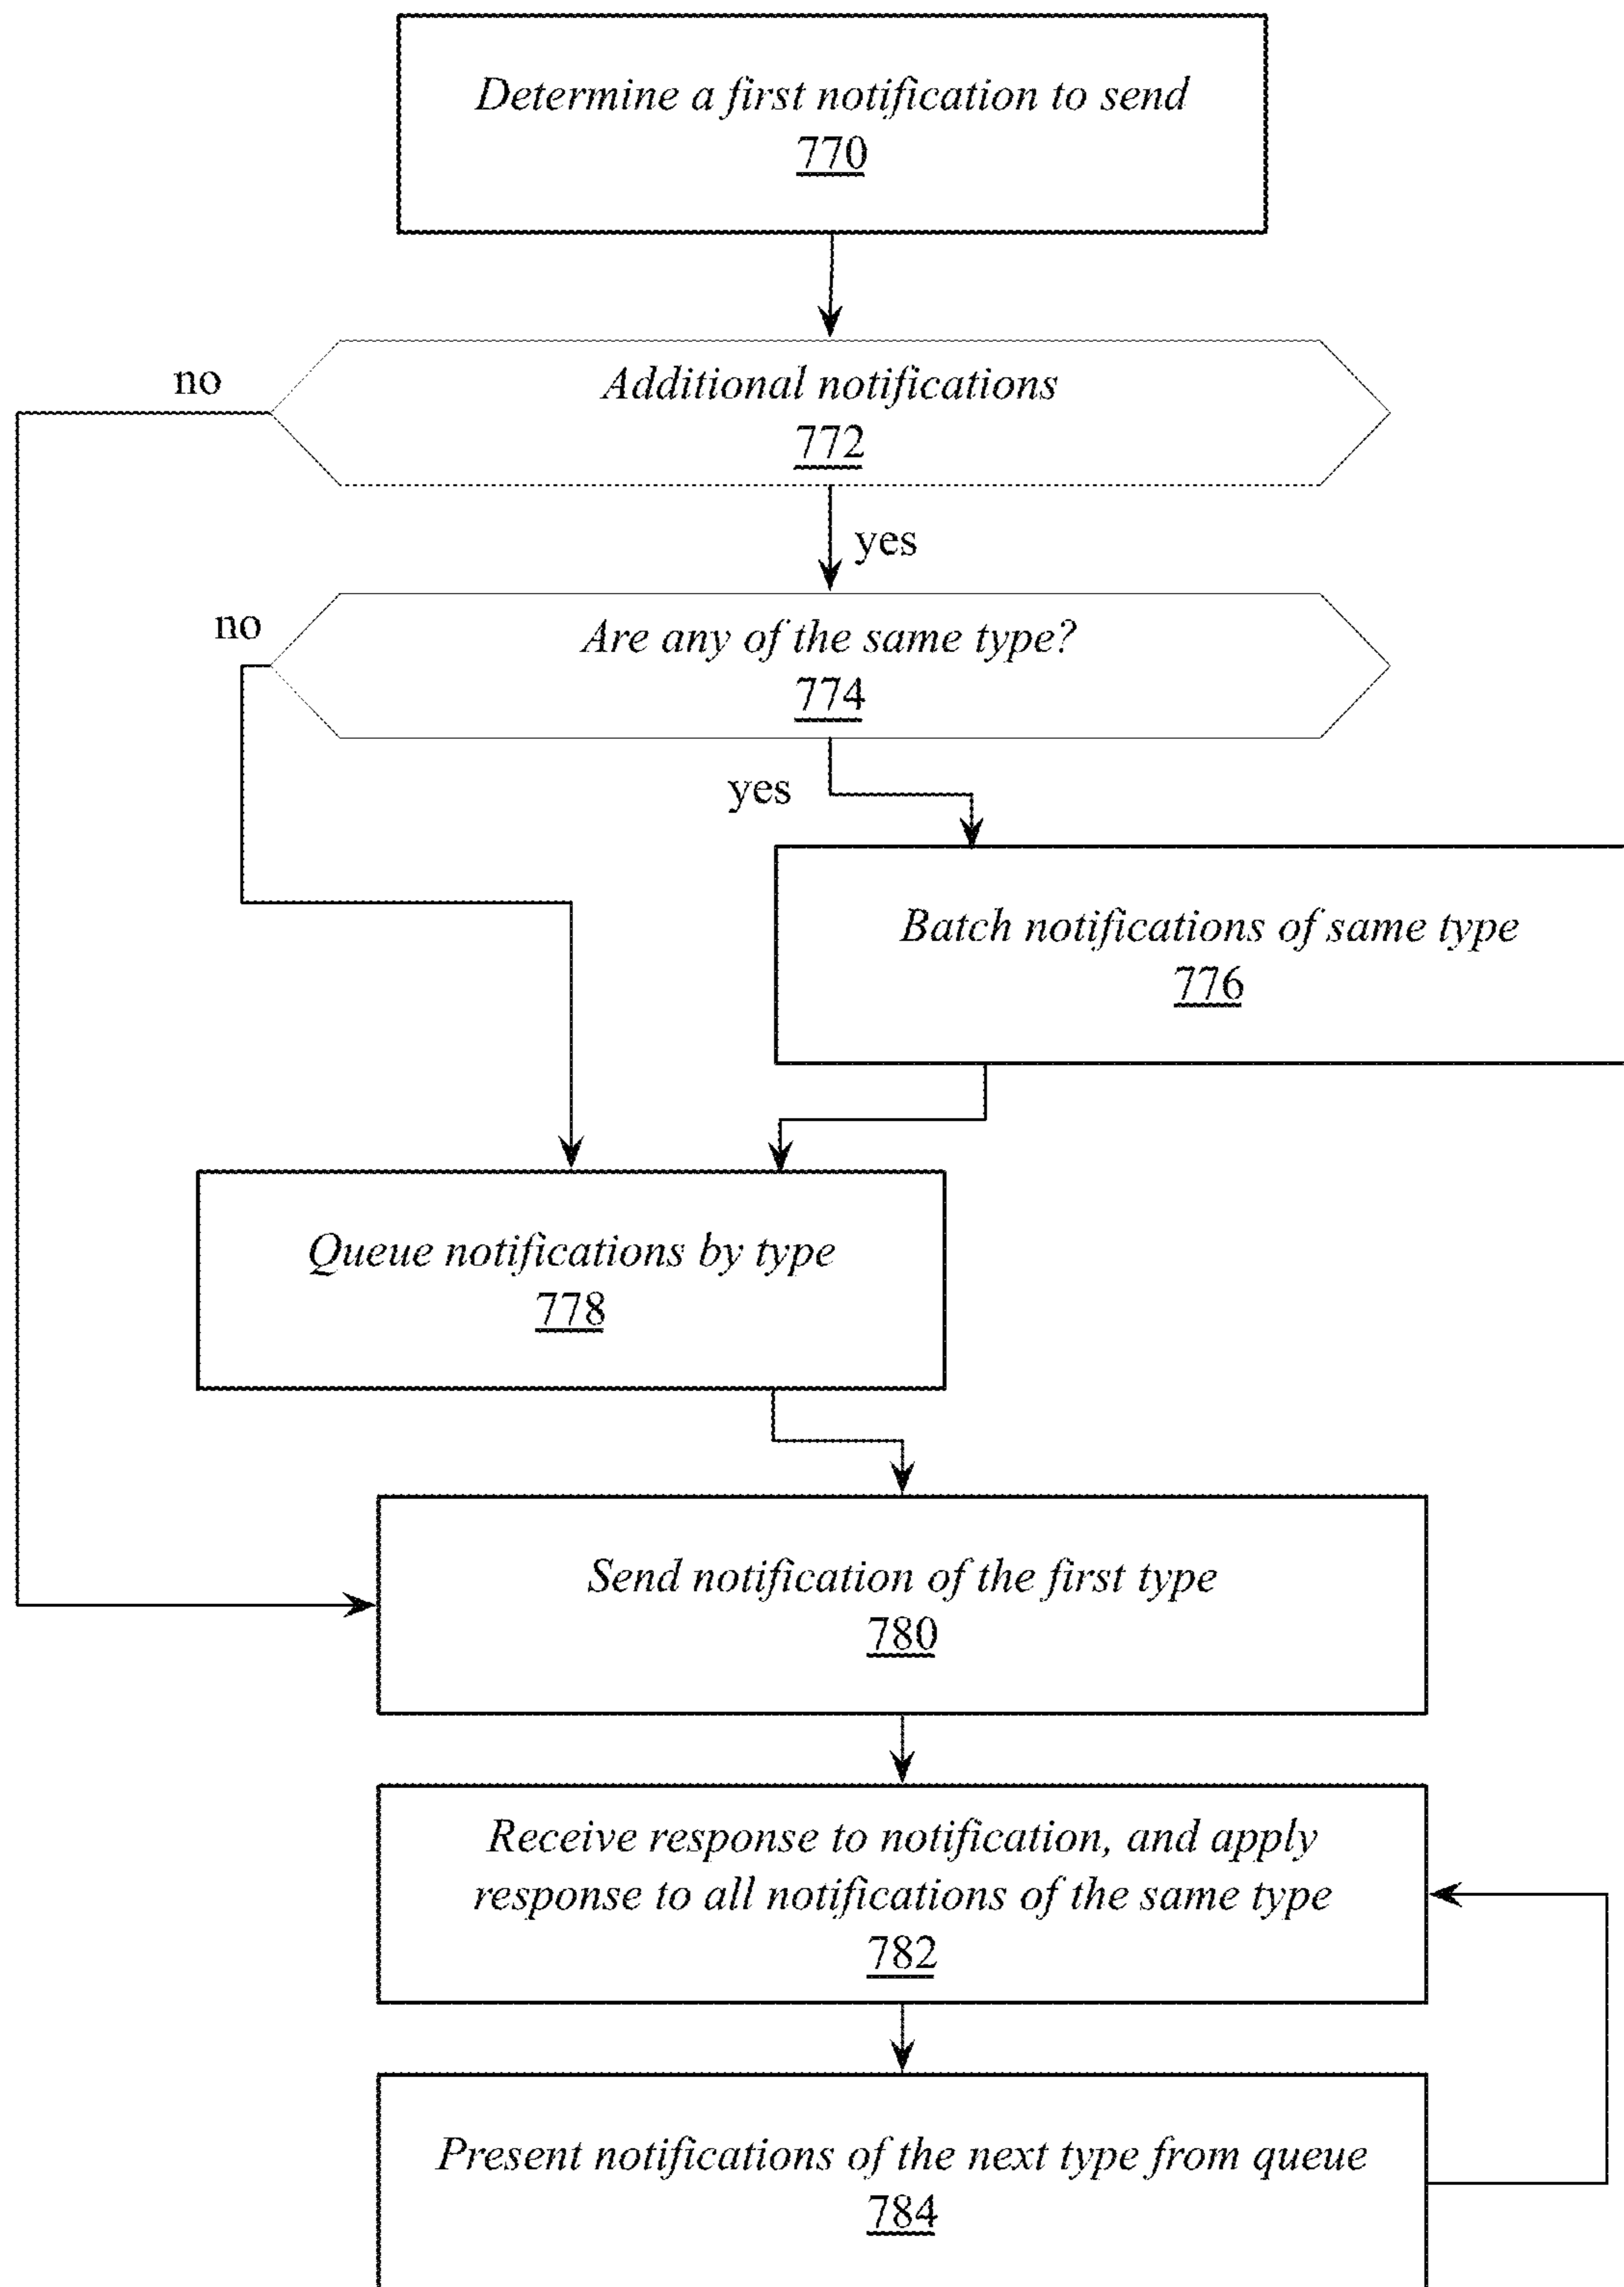 Determine a first notification to send
770
no
Additional notifications
772
yes
no
Are any of the same type?
774
yes
Batch notifications of same type
776
Queue notifications by type
778
Send notification of the first type
780
Receive response to notification, and apply
response to all notifications of the same type
782
Present notifications of the next type from queue
784